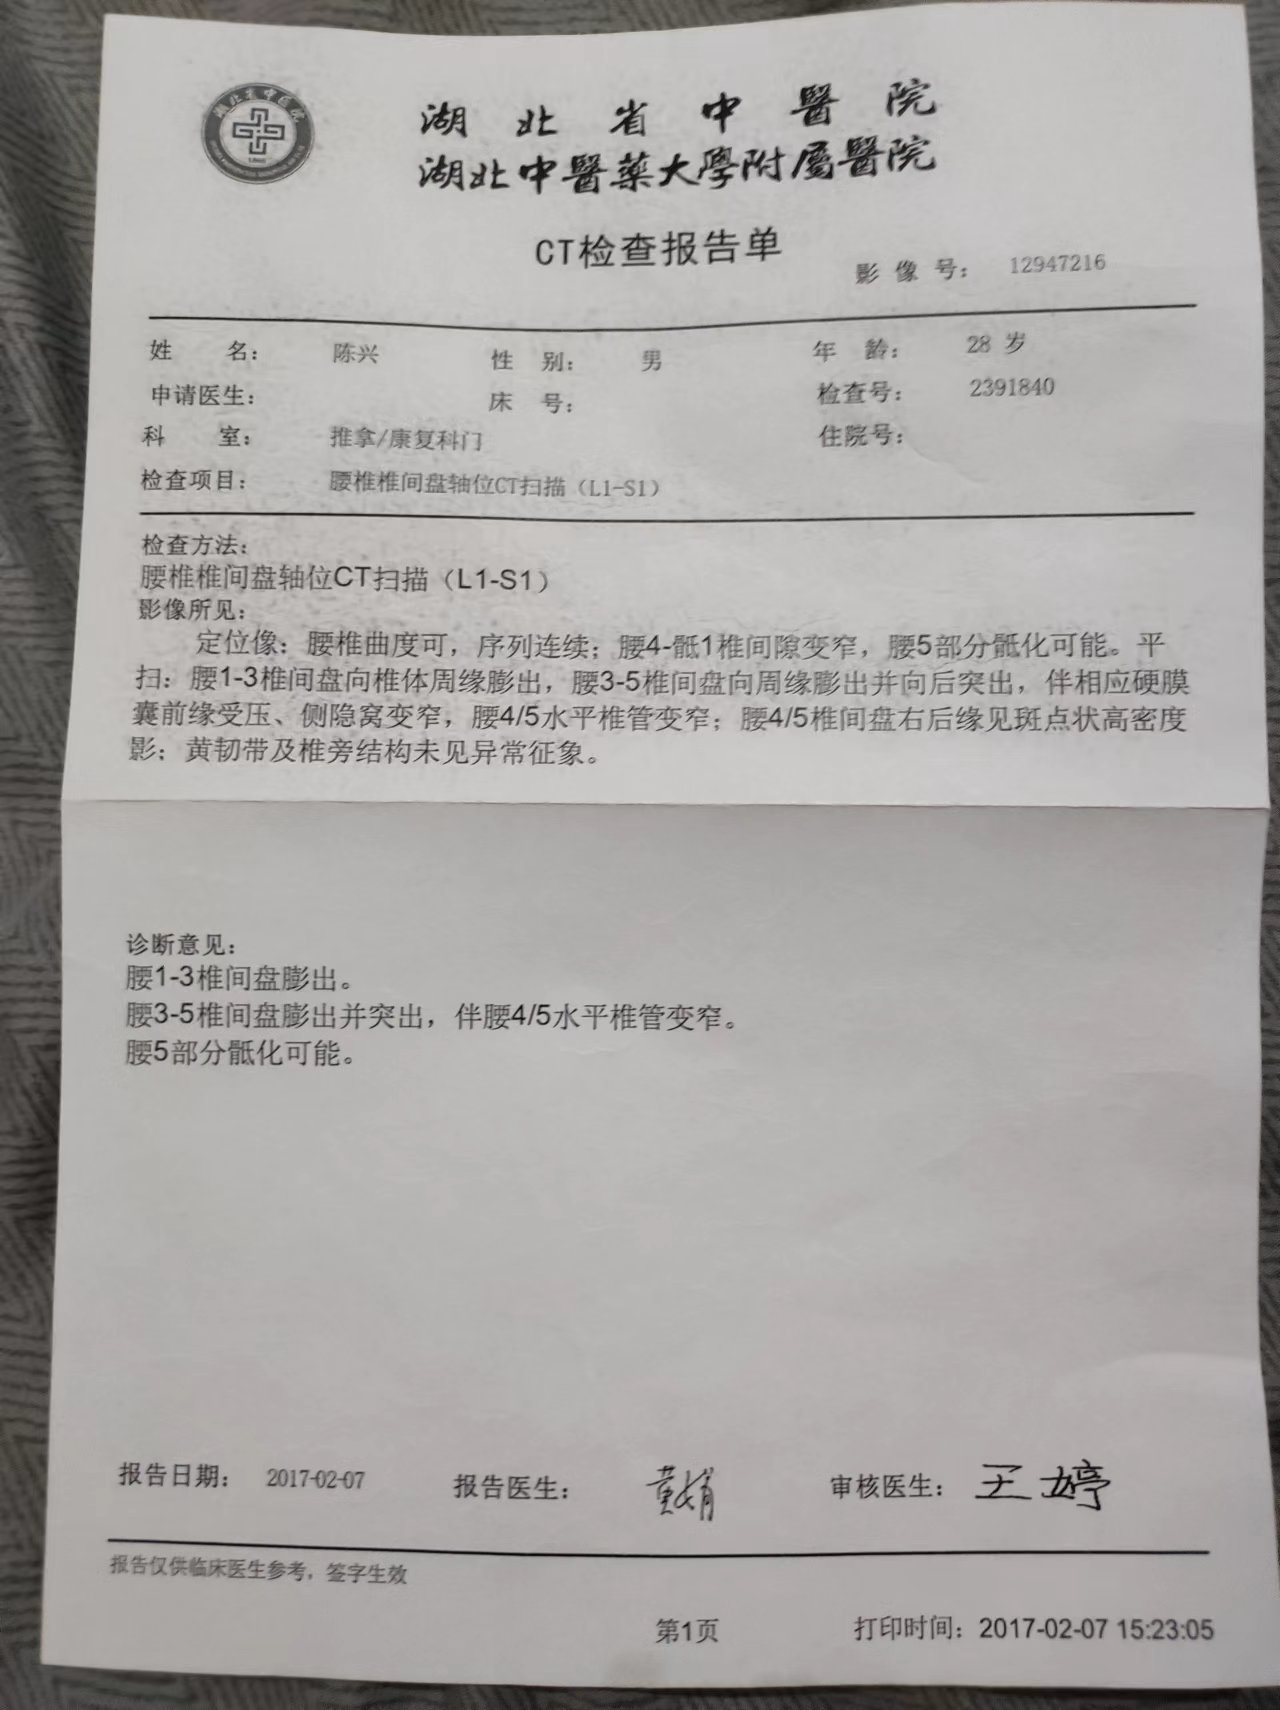 湖北省中醫院
湖北中醫藥大學附屬醫院
CT检查报告单
影像号： 12947216
姓 名： 陈兴 性 别： 男 年 龄： 28 岁
申请医生： 床 号： 检查号： 2391840
科 室： 推拿/康复科门 住院号：
检查项目： 腰椎椎间盘轴位CT扫描（L1-S1）
检查方法：
腰椎椎间盘轴位CT扫描（L1-S1）
影像所见：
定位像：腰椎曲度可，序列连续；腰4-骶1椎间隙变窄，腰5部分骶化可能。平
扫：腰1-3椎间盘向椎体周缘膨出，腰3-5椎间盘向周缘膨出并向后突出，伴相应硬膜
囊前缘受压、侧隐窝变窄，腰4/5水平椎管变窄；腰4/5椎间盘右后缘见斑点状高密度
影；黄韧带及椎旁结构未见异常征象。
诊断意见：
腰1-3椎间盘膨出。
腰3-5椎间盘膨出并突出，伴腰4/5水平椎管变窄。
腰5部分骶化可能。
报告日期： 2017-02-07 报告医生： 黄娟 审核医生： 王婷
报告仅供临床医生参考，签字生效
第1页 打印时间：2017-02-07 15:23:05